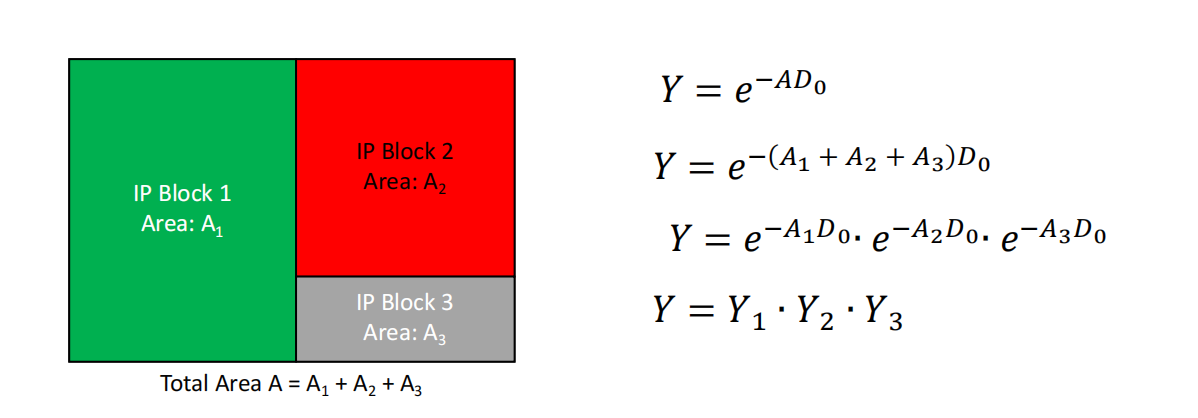 IP Block 1
Area: A₁
IP Block 2
Area: A₂
IP Block 3
Area: A₃
Total Area A = A₁ + A₂ + A₃
Y = e^{−AD₀}
Y = e^{−(A₁ + A₂ + A₃)D₀}
Y = e^{−A₁D₀} · e^{−A₂D₀} · e^{−A₃D₀}
Y = Y₁ · Y₂ · Y₃